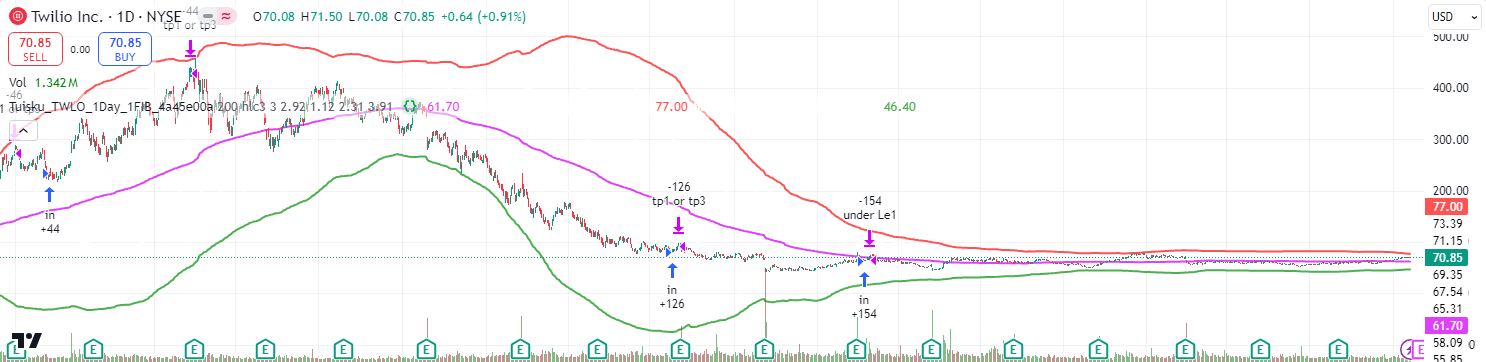 Twilio Inc. · 1D · NYSE
O70.08 H71.50 L70.08 C70.85 +0.64 (+0.91%)
USD
-44
tp1 or tp3
70.85
SELL
0.00
70.85
BUY
Vol 1.342 M
-46
Tuisku_TWLO_1Day_1FIB_4a45e00a 200 hlc3 3 2.92 1.12 2.31 3.91 61.70 77.00 46.40
in
+44
-126
tp1 or tp3
in
+126
-154
under Le1
in
+154
500.00
400.00
300.00
200.00
77.00
73.39
71.15
70.85
69.35
67.54
65.31
61.70
58.09
55.85
E E E E E E E E E E E E E E E E E